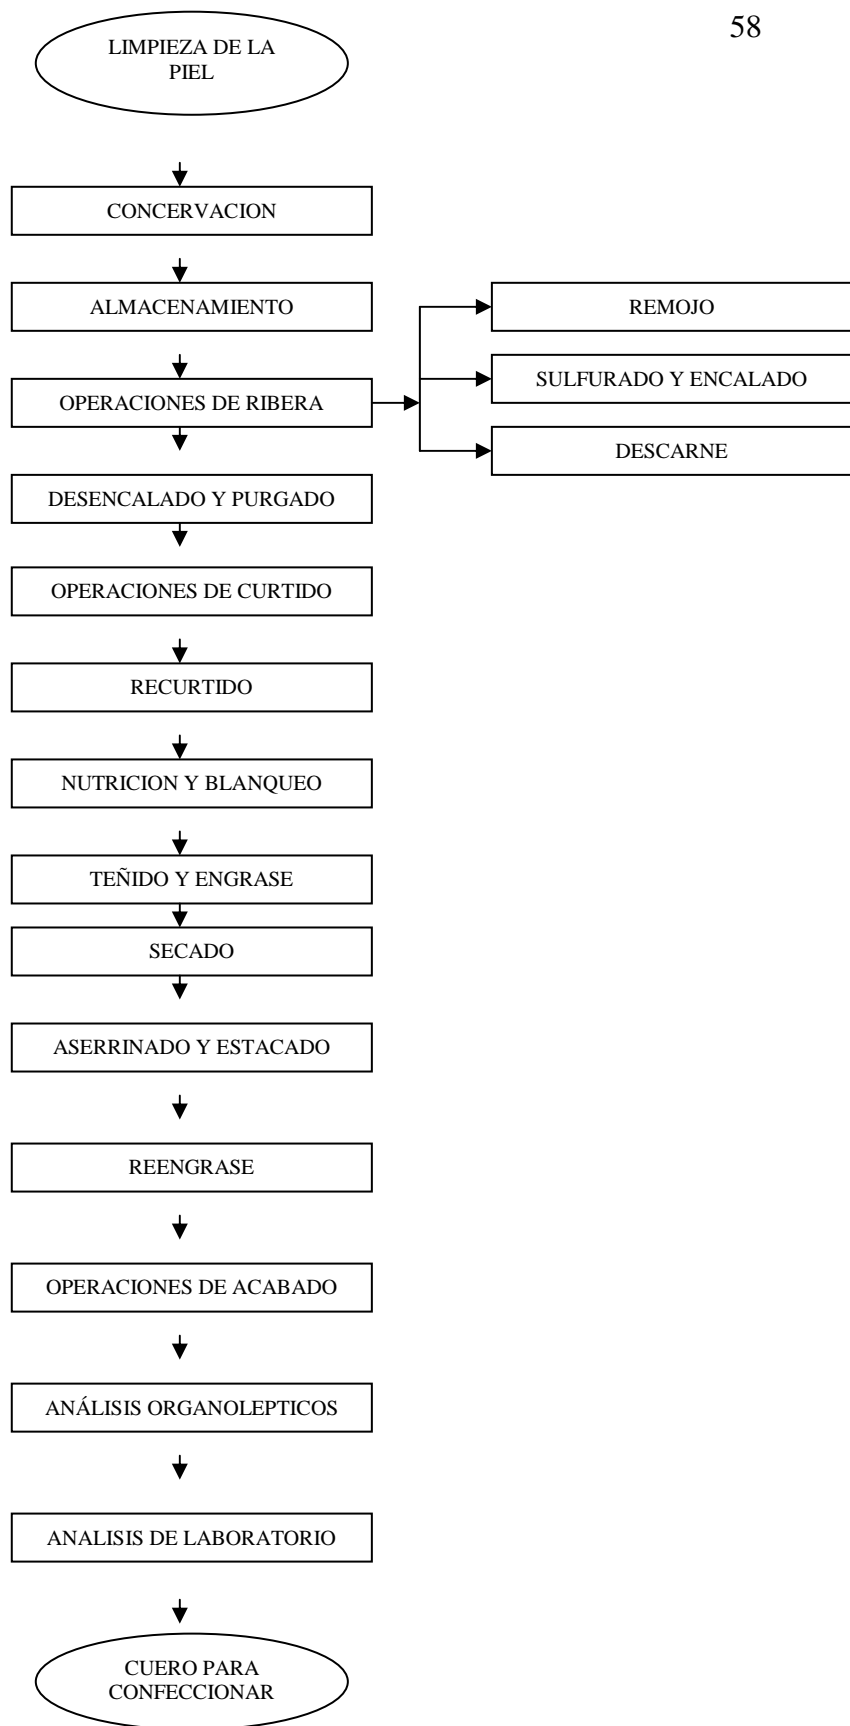 58
LIMPIEZA DE LA
PIEL
CONCERVACION
ALMACENAMIENTO
REMOJO
SULFURADO Y ENCALADO
OPERACIONES DE RIBERA
DESCARNE
DESENCALADO Y PURGADO
OPERACIONES DE CURTIDO
RECURTIDO
NUTRICION Y BLANQUEO
TEÑIDO Y ENGRASE
SECADO
ASERRINADO Y ESTACADO
REENGRASE
OPERACIONES DE ACABADO
ANÁLISIS ORGANOLEPTICOS
ANALISIS DE LABORATORIO
CUERO PARA
CONFECCIONAR